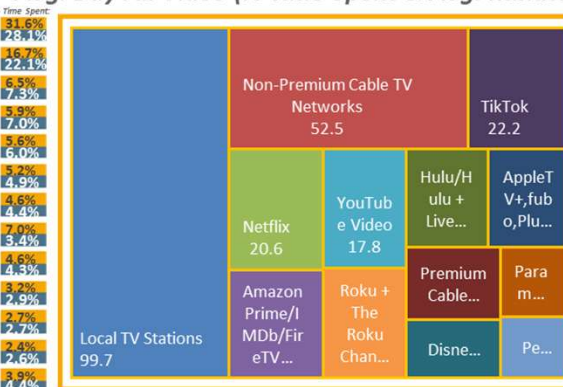 Time Spent:
31.6%
28.1%
16.7%
22.1%
6.5%
7.3%
5.9%
7.0%
5.6%
6.0%
5.2%
4.9%
4.6%
4.4%
7.0%
3.4%
4.6%
4.3%
3.2%
2.9%
2.7%
2.7%
2.4%
2.6%
3.9%
4.4%
Local TV Stations
99.7
Non-Premium Cable TV
Networks
52.5
TikTok
22.2
Netflix
20.6
YouTub
e Video
17.8
Hulu/H
ulu +
Live...
AppleT
V+,fub
o,Plu...
Amazon
Prime/I
MDb/Fir
eTV...
Roku +
The
Roku
Chan...
Premium
Cable...
Para
m...
Disne...
Pe...